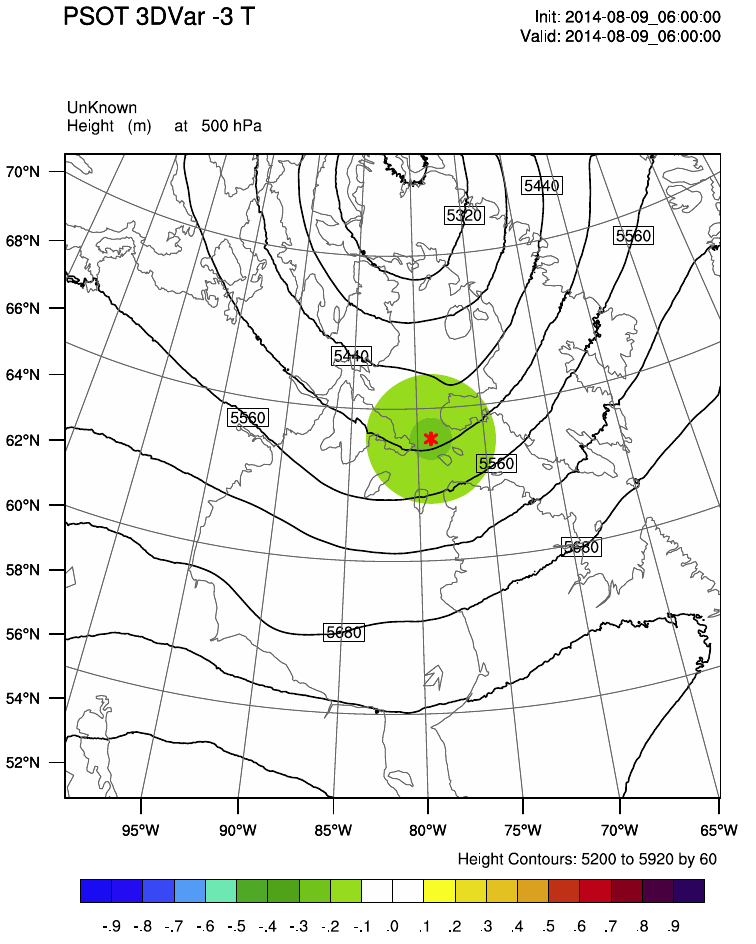 PSOT 3DVar -3 T
Init: 2014-08-09_06:00:00
Valid: 2014-08-09_06:00:00
UnKnown
Height (m) at 500 hPa
70°N
5440
5320
5560
68°N
66°N
5440
64°N
5560
62°N
5560
60°N
5680
58°N
5680
56°N
54°N
52°N
95°W 90°W 85°W 80°W 75°W 70°W 65°W
Height Contours: 5200 to 5920 by 60
-.9 -.8 -.7 -.6 -.5 -.4 -.3 -.2 -.1 .0 .1 .2 .3 .4 .5 .6 .7 .8 .9